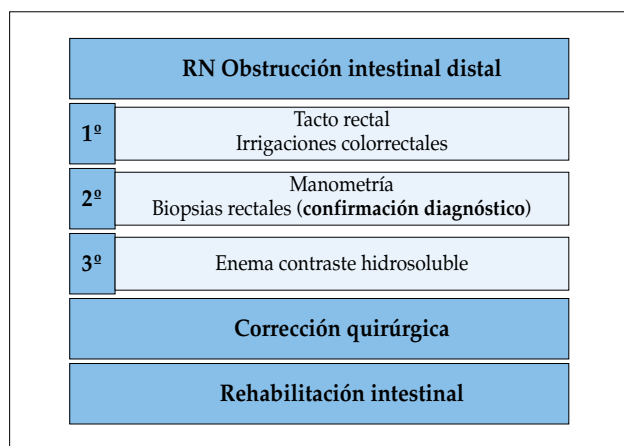 RN Obstrucción intestinal distal
1º
Tacto rectal
Irrigaciones colorrectales
2º
Manometría
Biopsias rectales (confirmación diagnóstico)
3º
Enema contraste hidrosoluble
Corrección quirúrgica
Rehabilitación intestinal